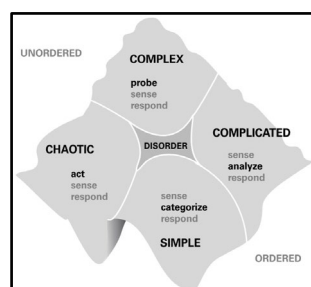 UNORDERED
COMPLEX
probe
sense
respond
COMPLICATED
sense
analyze
respond
CHAOTIC
act
sense
respond
DISORDER
sense
categorize
respond
SIMPLE
ORDERED